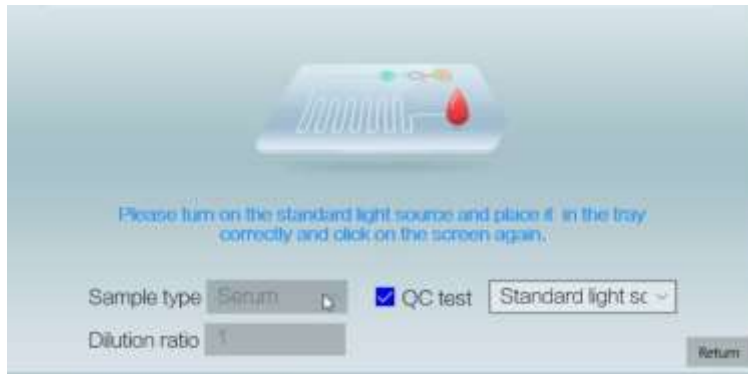 Please turn on the standard light source and place it in the tray
correctly and click on the screen again.
Sample type Serum QC test Standard light sc
Dilution ratio 1
Return